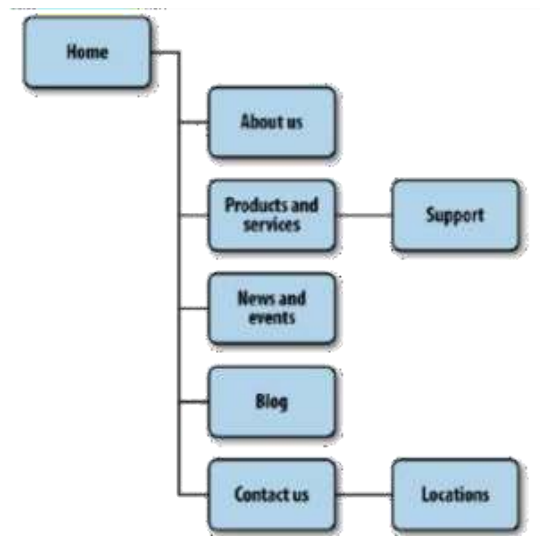 Home
About us
Products and
services
Support
News and
events
Blog
Contact us
Locations